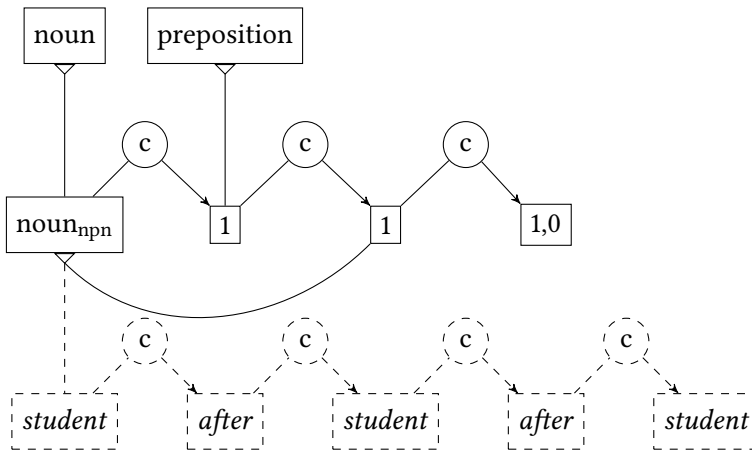 noun preposition
c c c
noun_npn 1 1 1,0
c c c c
student after student after student